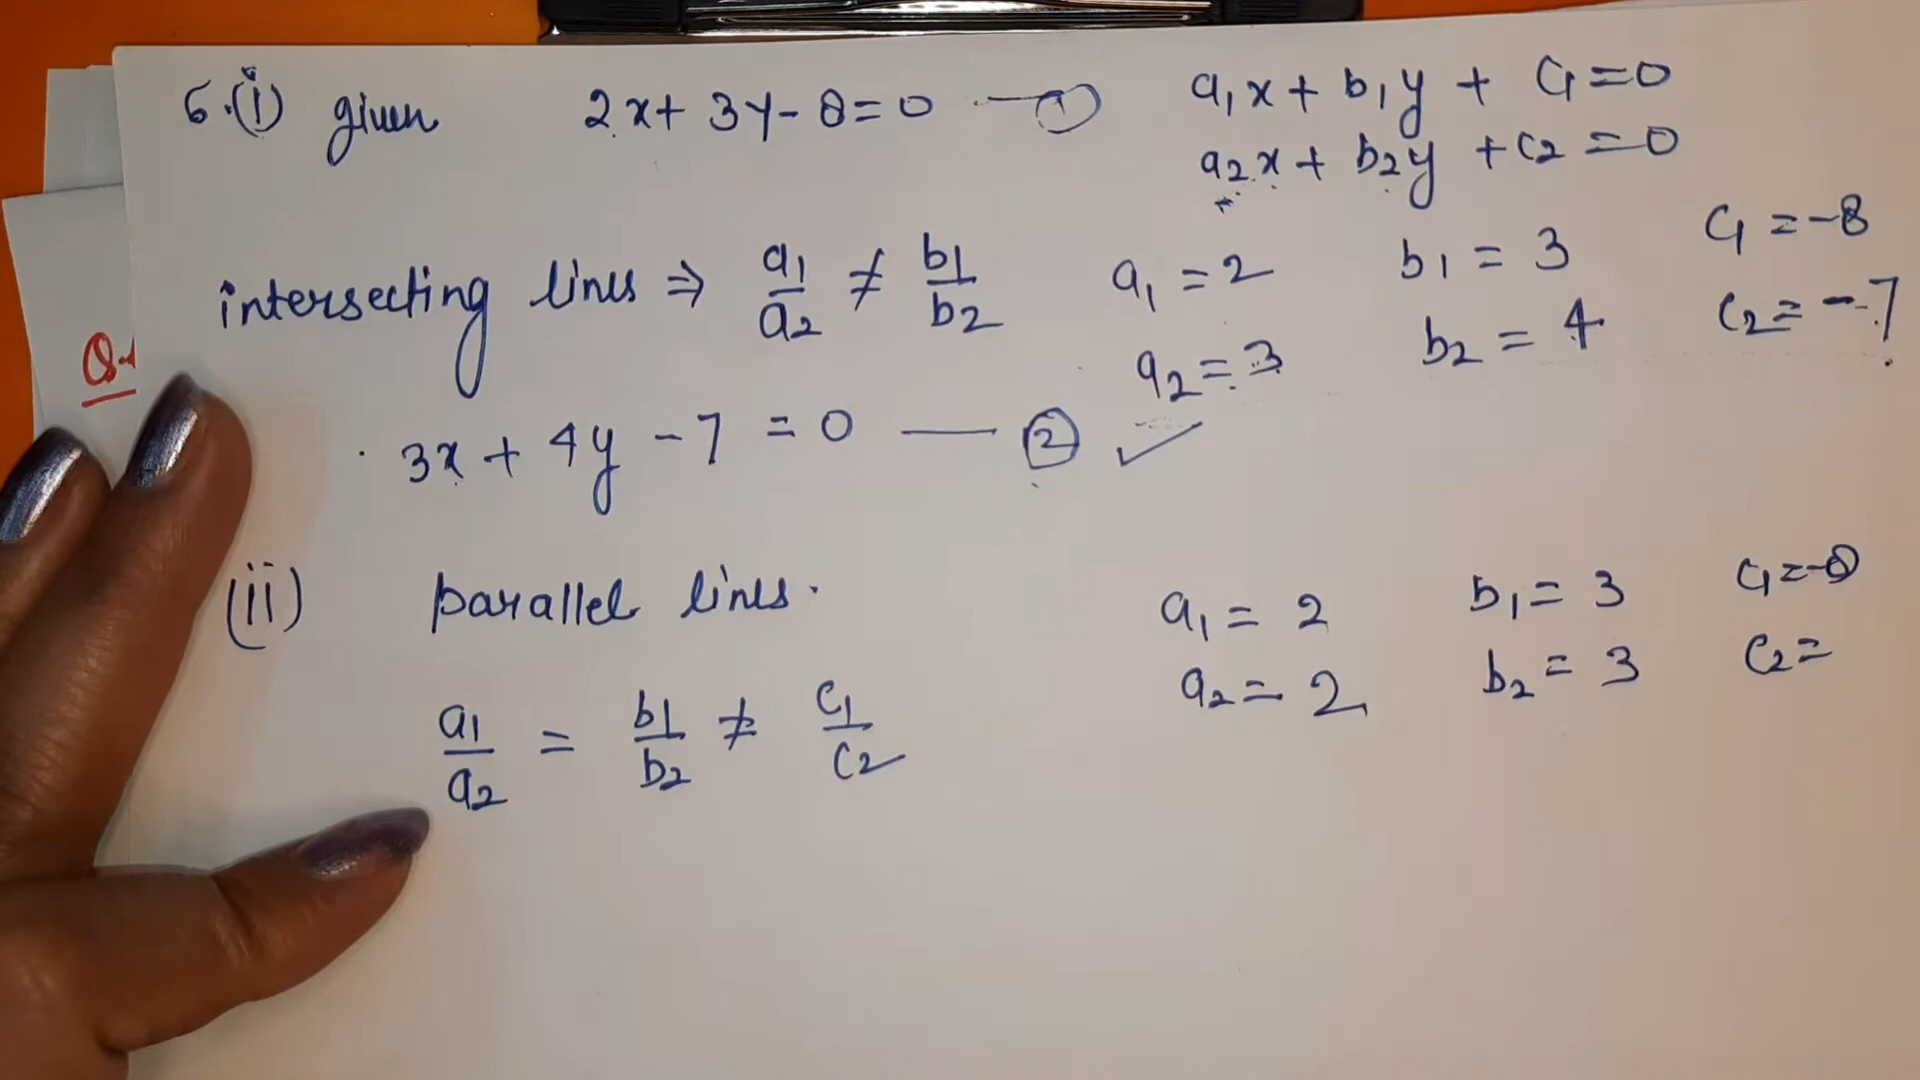 6.(i) given 2x + 3y - 8 = 0 — ①
a₁x + b₁y + c₁ = 0
a₂x + b₂y + c₂ = 0
intersecting lines ⇒ a₁/a₂ ≠ b₁/b₂
a₁ = 2 b₁ = 3 c₁ = -8
a₂ = 3 b₂ = 4 c₂ = -7
3x + 4y - 7 = 0 — ② ✓
(ii) parallel lines.
a₁ = 2 b₁ = 3 c₁ = -8
a₂ = 2 b₂ = 3 c₂ =
a₁/a₂ = b₁/b₂ ≠ c₁/c₂